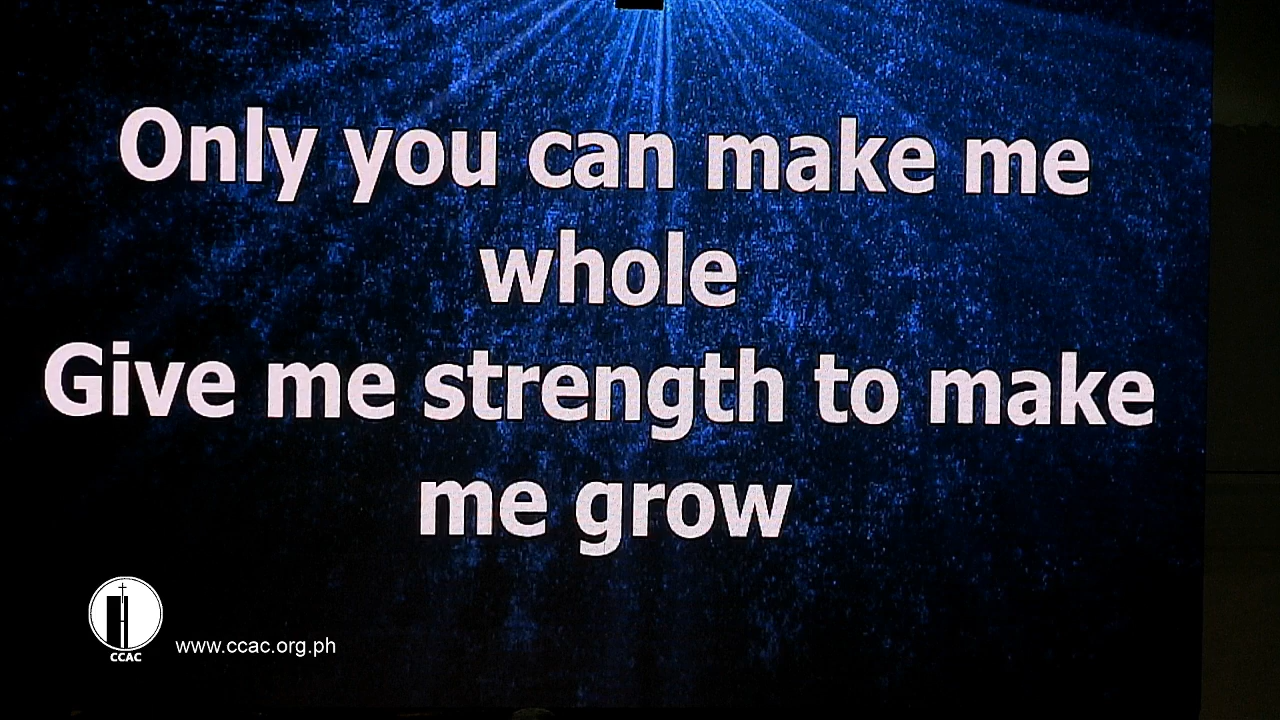 Only you can make me
whole
Give me strength to make
me grow
CCAC
www.ccac.org.ph